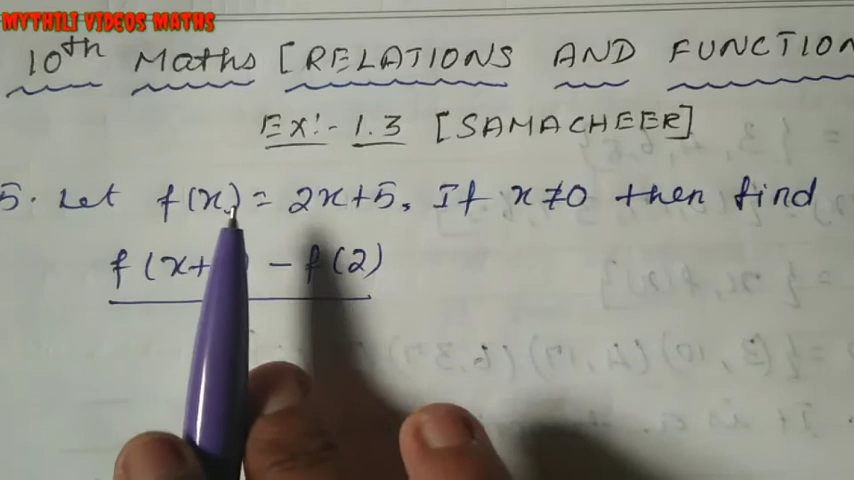 MYTHILI VIDEOS MATHS
10th Maths [RELATIONS AND FUNCTION
Ex:- 1.3 [SAMACHEER]
5. Let f(x) = 2x+5. If x≠0 then find
f(x+ ) - f(2)